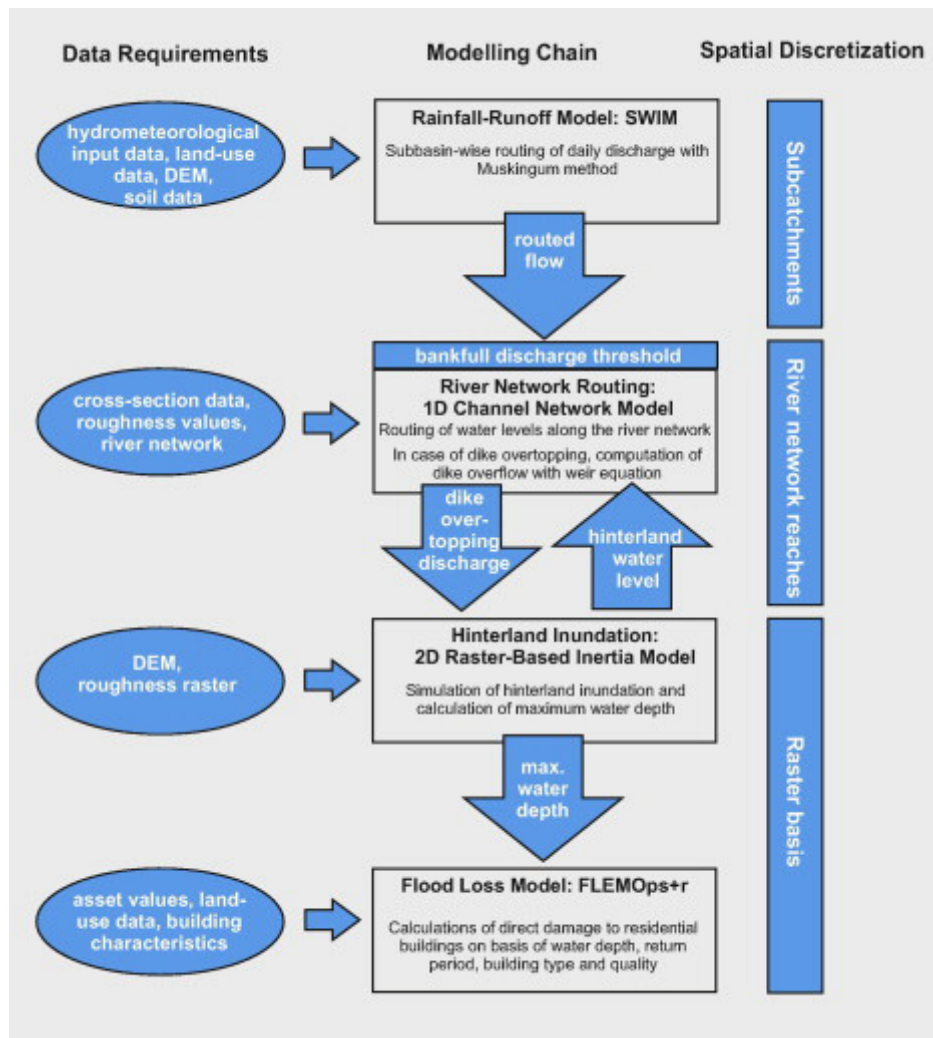 Data Requirements
Modelling Chain
Spatial Discretization
hydrometeorological
input data, land-use
data, DEM,
soil data
Rainfall-Runoff Model: SWIM
Subbasin-wise routing of daily discharge with
Muskingum method
Subcatchments
routed
flow
bankfull discharge threshold
cross-section data,
roughness values,
river network
River Network Routing:
1D Channel Network Model
Routing of water levels along the river network
In case of dike overtopping, computation of
dike overflow with weir equation
River network reaches
dike
over-
topping
discharge
hinterland
water
level
DEM,
roughness raster
Hinterland Inundation:
2D Raster-Based Inertia Model
Simulation of hinterland inundation and
calculation of maximum water depth
Raster basis
max.
water
depth
asset values, land-
use data, building
characteristics
Flood Loss Model: FLEMOps+r
Calculations of direct damage to residential
buildings on basis of water depth, return
period, building type and quality